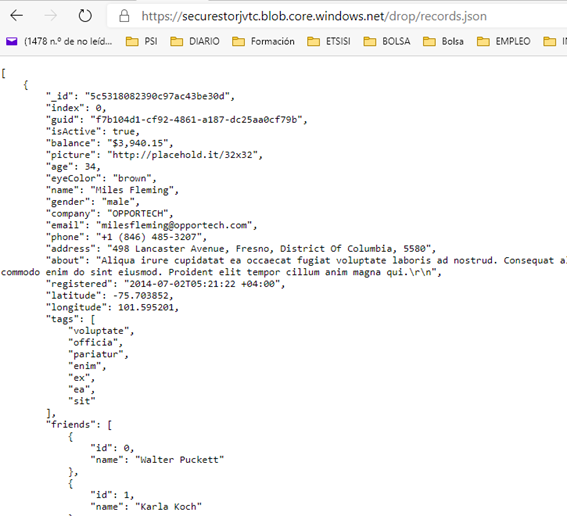 https://securestorjvtc.blob.core.windows.net/drop/records.json
(1478 n.º de no leíd... PSI DIARIO Formación ETSISI BOLSA Bolsa EMPLEO
[
{
"_id": "5c5318082390c97ac43be30d",
"index": 0,
"guid": "f7b104d1-cf92-4861-a187-dc25aa0cf79b",
"isActive": true,
"balance": "$3,940.15",
"picture": "http://placehold.it/32x32",
"age": 34,
"eyeColor": "brown",
"name": "Miles Fleming",
"gender": "male",
"company": "OPPORTECH",
"email": "milesfleming@opportech.com",
"phone": "+1 (846) 485-3207",
"address": "498 Lancaster Avenue, Fresno, District Of Columbia, 5580",
"about": "Aliqua irure cupidatat ea occaecat fugiat voluptate laboris ad nostrud. Consequat al
commodo enim do sint eiusmod. Proident elit tempor cillum anim magna qui.\r\n",
"registered": "2014-07-02T05:21:22 +04:00",
"latitude": -75.703852,
"longitude": 101.595201,
"tags": [
"voluptate",
"officia",
"pariatur",
"enim",
"ex",
"ea",
"sit"
],
"friends": [
{
"id": 0,
"name": "Walter Puckett"
},
{
"id": 1,
"name": "Karla Koch"